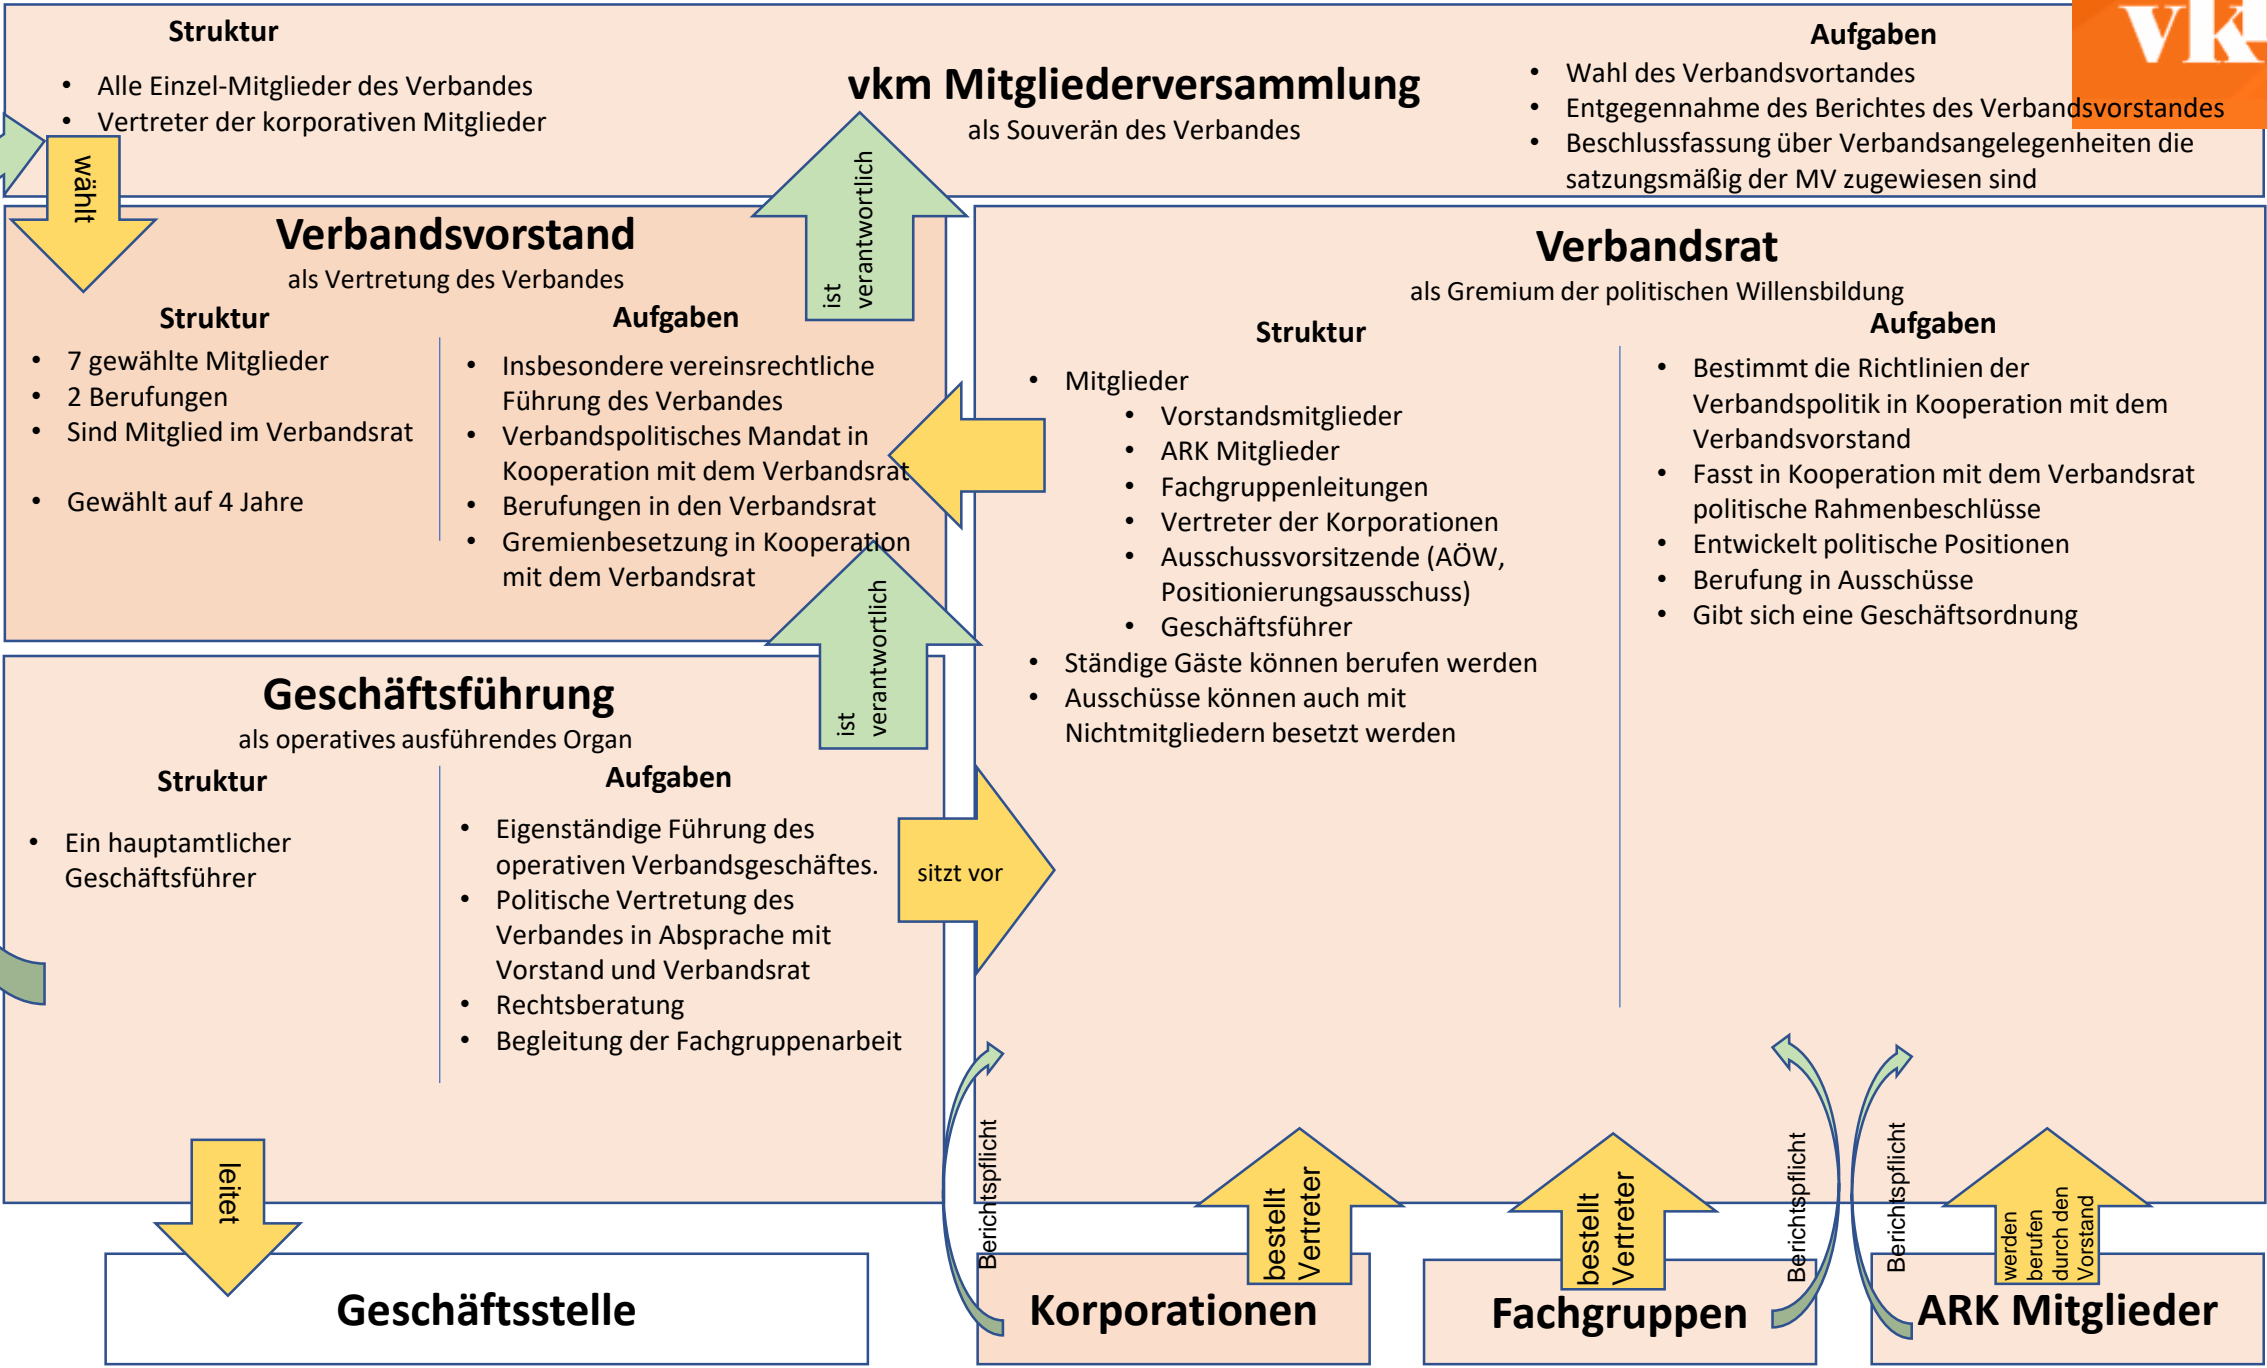 Struktur
• Alle Einzel-Mitglieder des Verbandes
• Vertreter der korporativen Mitglieder
vkm Mitgliederversammlung
als Souverän des Verbandes
Aufgaben
• Wahl des Verbandsvortandes
• Entgegennahme des Berichtes des Verbandsvorstandes
• Beschlussfassung über Verbandsangelegenheiten die
satzungsmäßig der MV zugewiesen sind
wählt
ist
verantwortlich
Verbandsvorstand
als Vertretung des Verbandes
Struktur
• 7 gewählte Mitglieder
• 2 Berufungen
• Sind Mitglied im Verbandsrat
• Gewählt auf 4 Jahre
Aufgaben
• Insbesondere vereinsrechtliche
Führung des Verbandes
• Verbandspolitisches Mandat in
Kooperation mit dem Verbandsrat
• Berufungen in den Verbandsrat
• Gremienbesetzung in Kooperation
mit dem Verbandsrat
ist
verantwortlich
Verbandsrat
als Gremium der politischen Willensbildung
Struktur
• Mitglieder
• Vorstandsmitglieder
• ARK Mitglieder
• Fachgruppenleitungen
• Vertreter der Korporationen
• Ausschussvorsitzende (AÖW,
Positionierungsausschuss)
• Geschäftsführer
• Ständige Gäste können berufen werden
• Ausschüsse können auch mit
Nichtmitgliedern besetzt werden
Aufgaben
• Bestimmt die Richtlinien der
Verbandspolitik in Kooperation mit dem
Verbandsvorstand
• Fasst in Kooperation mit dem Verbandsrat
politische Rahmenbeschlüsse
• Entwickelt politische Positionen
• Berufung in Ausschüsse
• Gibt sich eine Geschäftsordnung
Geschäftsführung
als operatives ausführendes Organ
Struktur
• Ein hauptamtlicher
Geschäftsführer
Aufgaben
• Eigenständige Führung des
operativen Verbandsgeschäftes.
• Politische Vertretung des
Verbandes in Absprache mit
Vorstand und Verbandsrat
• Rechtsberatung
• Begleitung der Fachgruppenarbeit
sitzt vor
leitet
Geschäftsstelle
Berichtspflicht
bestellt
Vertreter
Korporationen
bestellt
Vertreter
Fachgruppen
Berichtspflicht
Berichtspflicht
werden
berufen
durch den
Vorstand
ARK Mitglieder